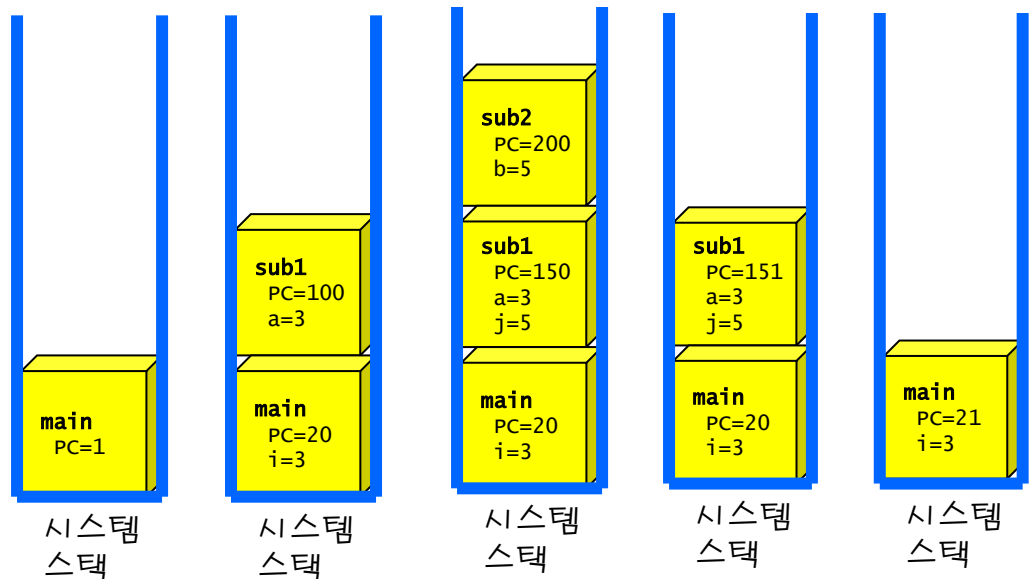 main
PC=1
시스템
스택
sub1
PC=100
a=3
main
PC=20
i=3
시스템
스택
sub2
PC=200
b=5
sub1
PC=150
a=3
j=5
main
PC=20
i=3
시스템
스택
sub1
PC=151
a=3
j=5
main
PC=20
i=3
시스템
스택
main
PC=21
i=3
시스템
스택